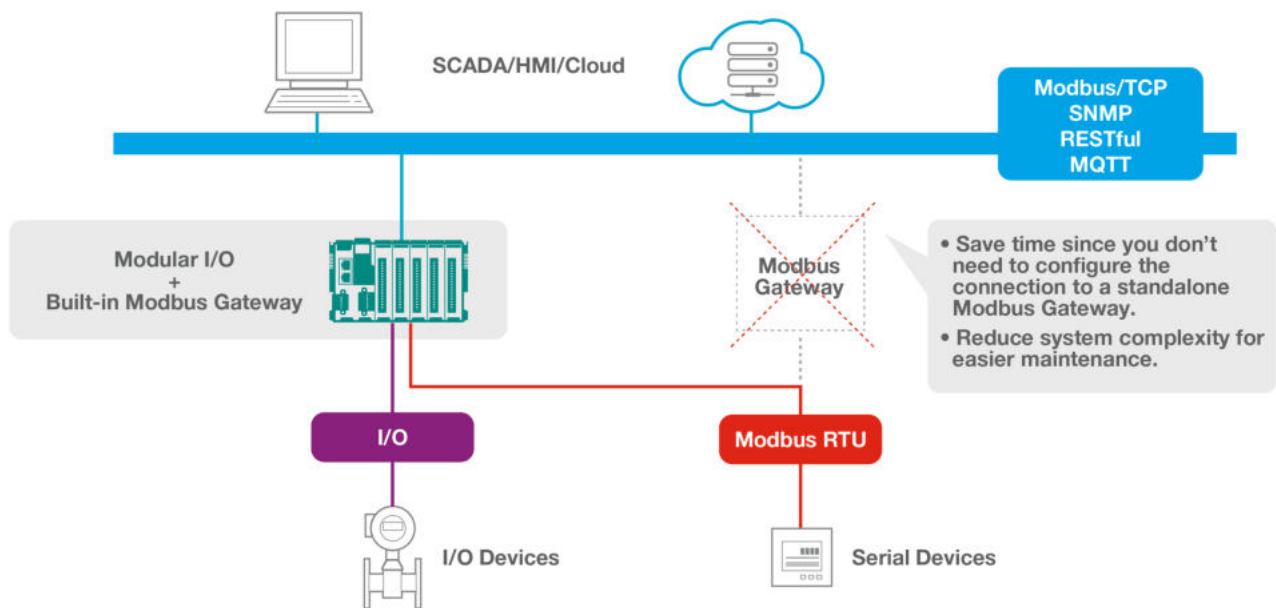 SCADA/HMI/Cloud
Modbus/TCP
SNMP
RESTful
MQTT
Modular I/O
+
Built-in Modbus Gateway
Modbus
Gateway
• Save time since you don't
need to configure the
connection to a standalone
Modbus Gateway.
• Reduce system complexity for
easier maintenance.
I/O
Modbus RTU
I/O Devices
Serial Devices